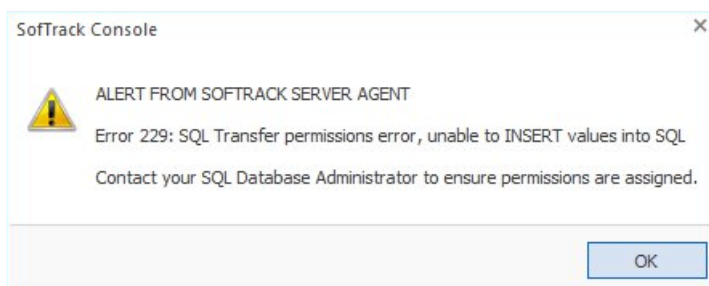 SofTrack Console
ALERT FROM SOFTRACK SERVER AGENT
Error 229: SQL Transfer permissions error, unable to INSERT values into SQL
Contact your SQL Database Administrator to ensure permissions are assigned.
OK